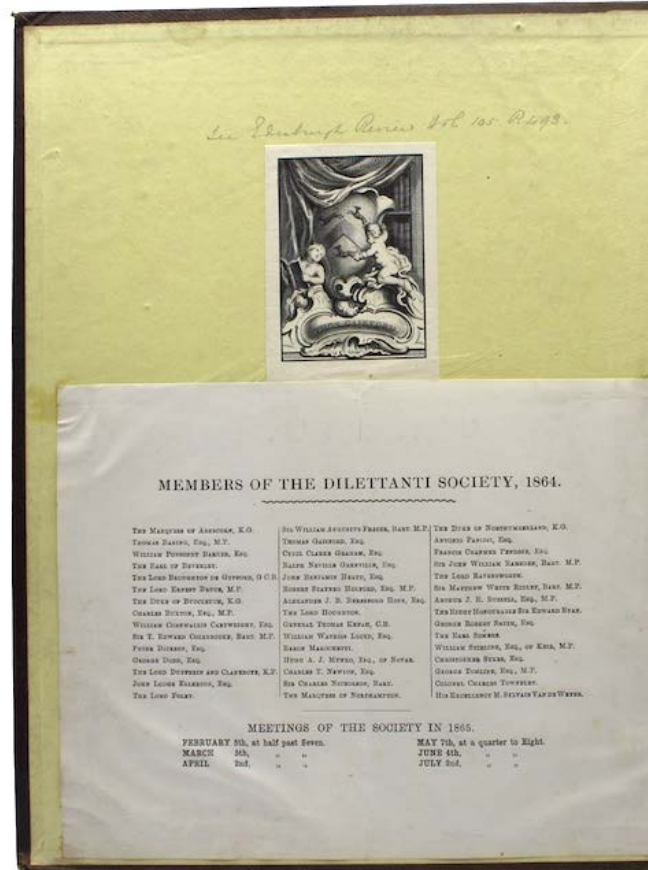 See Edinburgh Review Vol 105 P. 493.
MEMBERS OF THE DILETTANTI SOCIETY, 1864.
THE MARQUESS OF ABERCORN, K.G.
THOMAS BARING, ESQ., M.P.
WILLIAM PONSONBY BARKER, ESQ.
THE EARL OF BEVERLEY.
THE LORD BROUGHTON DE GYFFORD, G.C.B.
THE LORD ERNEST BRUCE, M.P.
THE DUKE OF BUCCLEUCH, K.G.
CHARLES BUXTON, ESQ., M.P.
WILLIAM CORNWALLIS CARTWRIGHT, ESQ.
SIR T. EDWARD COLEBROOKE, BART. M.P.
PETER DICKSON, ESQ.
GEORGE DODD, ESQ.
THE LORD DUFFERIN AND CLANEBOYE, K.P.
JOHN LODGE ELLERTON, ESQ.
THE LORD FOLEY.
SIR WILLIAM AUGUSTUS FRASER, BART. M.P.
THOMAS GAISFORD, ESQ.
CYRIL CLARKE GRAHAM, ESQ.
RALPH NEVILLE GRENVILLE, ESQ.
JOHN BENJAMIN HEATH, ESQ.
ROBERT STAYNER HOLFORD, ESQ. M.P.
ALEXANDER J. B. BERESFORD HOPE, ESQ.
THE LORD HOUGHTON.
GENERAL THOMAS KENAH, C.B.
WILLIAM WATKISS LLOYD, ESQ.
BARON MAROCHETTI.
HUGH A. J. MUNRO, ESQ., OF NOVAR.
CHARLES T. NEWTON, ESQ.
SIR CHARLES NICHOLSON, BART.
THE MARQUESS OF NORTHAMPTON.
THE DUKE OF NORTHUMBERLAND, K.G.
ANTONIO PANIZZI, ESQ.
FRANCIS CRANMER PENROSE, ESQ.
SIR JOHN WILLIAM RAMSDEN, BART. M.P.
THE LORD RAVENSWORTH.
SIR MATTHEW WHITE RIDLEY, BART. M.P.
ARTHUR J. E. RUSSELL, ESQ., M.P.
THE RIGHT HONOURABLE SIR EDWARD RYAN.
GEORGE ROBERT SMITH, ESQ.
THE EARL SOMERS.
WILLIAM STIRLING, ESQ., OF KEIR, M.P.
CHRISTOPHER SYKES, ESQ.
GEORGE TOMLINE, ESQ., M.P.
COLONEL CHARLES TOWNELEY.
HIS EXCELLENCY M. SYLVAIN VAN DE WEYER.
MEETINGS OF THE SOCIETY IN 1865.
FEBRUARY 5th, at half past Seven.
MARCH 5th, „ „
APRIL 2nd, „ „
MAY 7th, at a quarter to Eight.
JUNE 4th, „ „
JULY 2nd, „ „